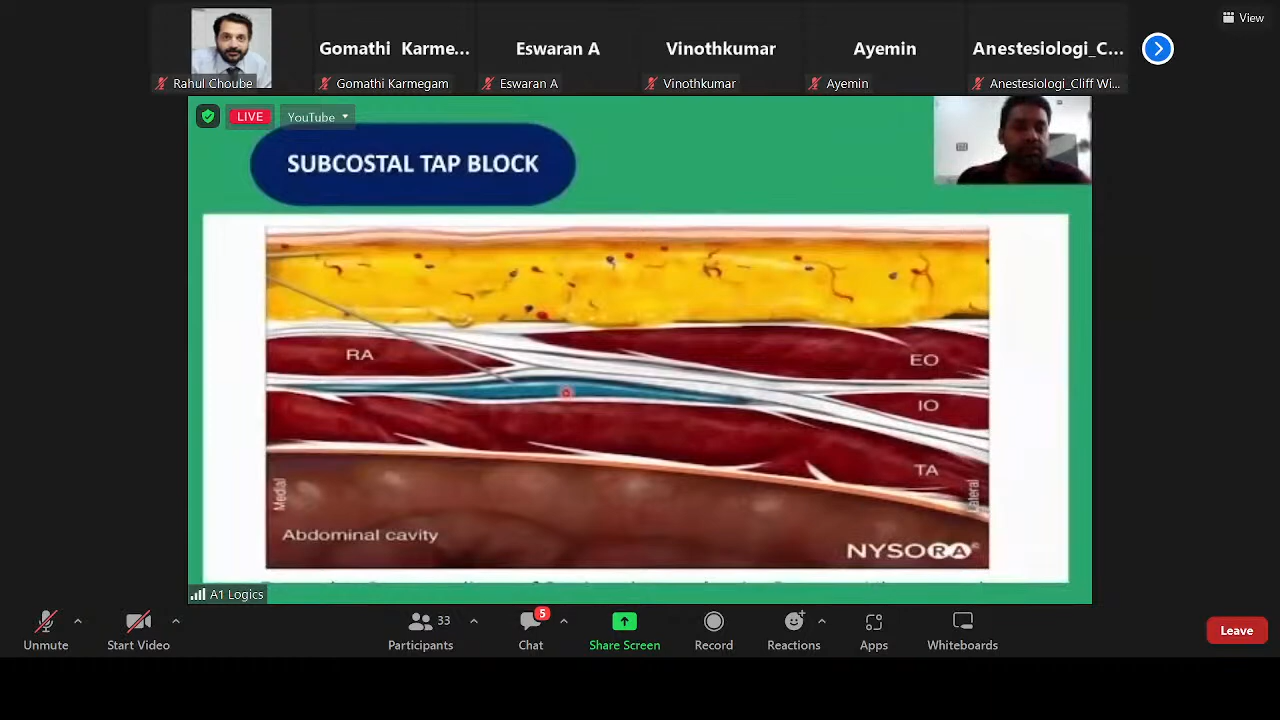 View
Gomathi Karme...
Eswaran A
Vinothkumar
Ayemin
Anestesiologi_C...
Rahul Choube
Gomathi Karmegam
Eswaran A
Vinothkumar
Ayemin
Anestesiologi_Cliff Wi...
LIVE
YouTube
SUBCOSTAL TAP BLOCK
RA
EO
IO
TA
Medial
Lateral
Abdominal cavity
NYSORA
A1 Logics
Unmute
Start Video
33
Participants
5
Chat
Share Screen
Record
Reactions
Apps
Whiteboards
Leave